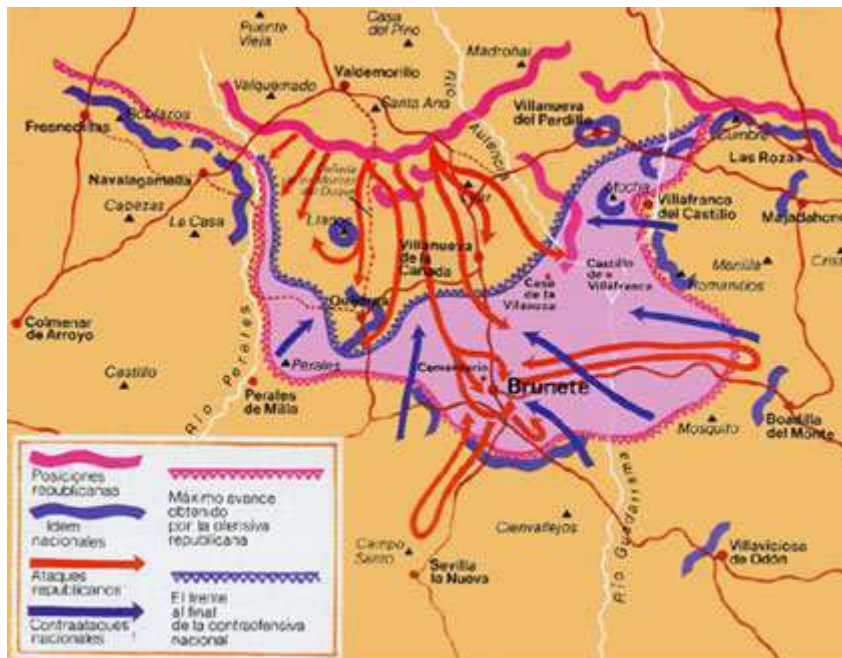 Puente
Vieja
Casa
del Pino
Madroñal
Valdemorillo
Valquemado
Santa Ana
Río
Aulencia
Villanueva
del Pardillo
Cumbre
Las Rozas
Fresnedillas
Navalagamella
Cabezas
La Casa
Llanos
Mocha
Villafranca
del Castillo
Majadahonda
Villanueva
de la
Cañada
Castillo
de
Villafranca
Manilla
Romanillos
Casa
de la
Quijorna
Colmenar
de Arroyo
Castillo
Río Perales
Perales
Perales
de Milla
Cementerio
Brunete
Mosquito
Boadilla
del Monte
Río Guadarrama
Cienvallejos
Campo
Santo
Sevilla
la Nueva
Villaviciosa
de Odón
Posiciones
republicanas
Idem
nacionales
Ataques
republicanos
Contraataques
nacionales
Máximo avance
obtenido
por la ofensiva
republicana
El frente
al final
de la contraofensiva
nacional